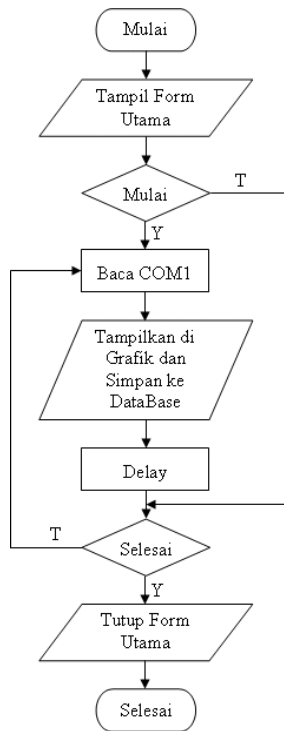 Mulai
Tampil Form
Utama
Mulai
T
Y
Baca COM1
Tampilkan di
Grafik dan
Simpan ke
DataBase
Delay
T
Selesai
Y
Tutup Form
Utama
Selesai